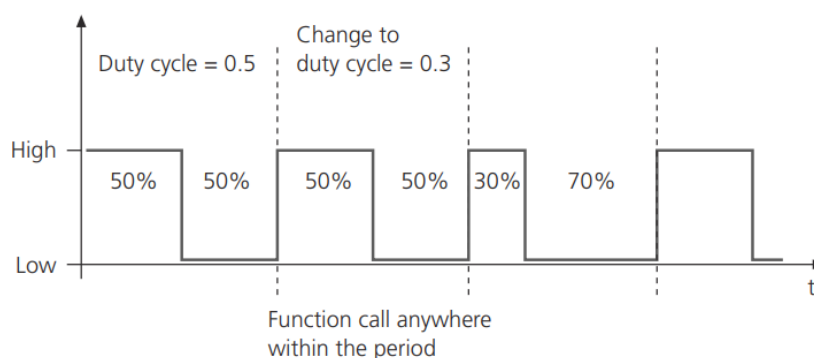 Change to
Duty cycle = 0.5
duty cycle = 0.3
High
50%
50%
50%
50%
30%
70%
Low
t
Function call anywhere
within the period